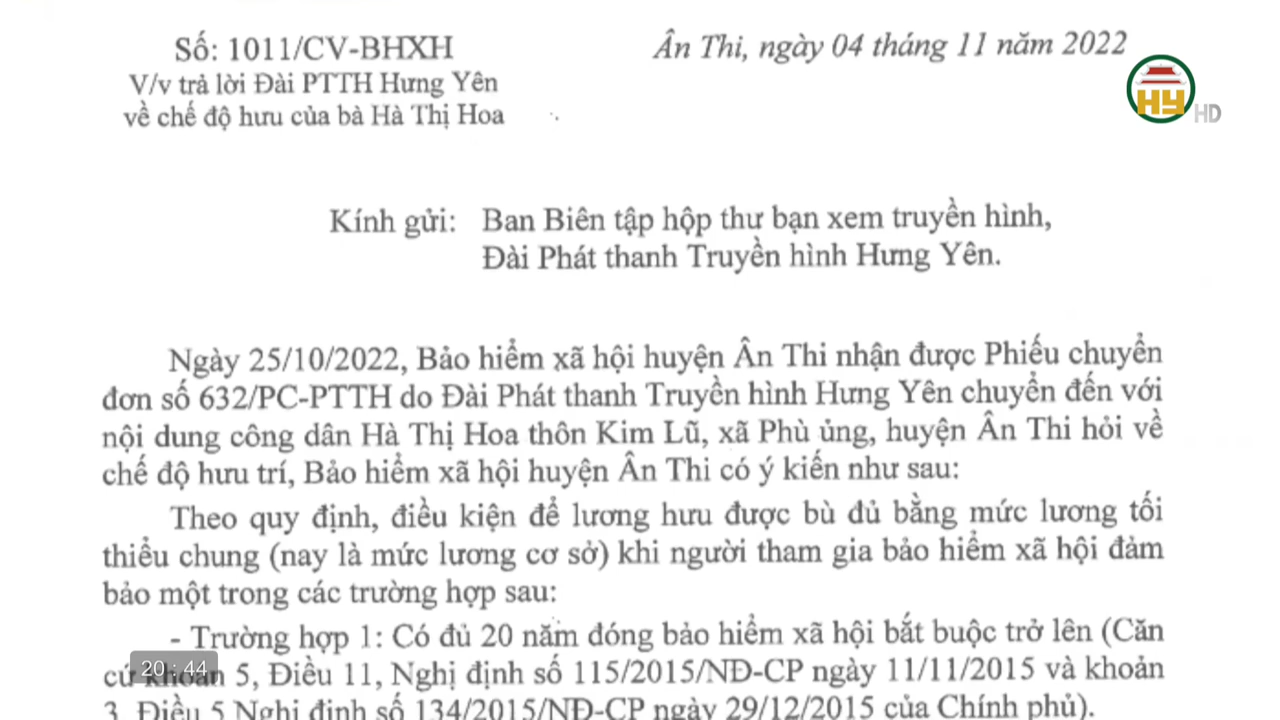 Số: 1011/CV-BHXH
Ân Thi, ngày 04 tháng 11 năm 2022
V/v trả lời Đài PTTH Hưng Yên
về chế độ hưu của bà Hà Thị Hoa
HY HD
Kính gửi: Ban Biên tập hộp thư bạn xem truyền hình,
Đài Phát thanh Truyền hình Hưng Yên.
Ngày 25/10/2022, Bảo hiểm xã hội huyện Ân Thi nhận được Phiếu chuyển
đơn số 632/PC-PTTH do Đài Phát thanh Truyền hình Hưng Yên chuyển đến với
nội dung công dân Hà Thị Hoa thôn Kim Lũ, xã Phù ủng, huyện Ân Thi hỏi về
chế độ hưu trí, Bảo hiểm xã hội huyện Ân Thi có ý kiến như sau:
Theo quy định, điều kiện để lương hưu được bù đủ bằng mức lương tối
thiểu chung (nay là mức lương cơ sở) khi người tham gia bảo hiểm xã hội đảm
bảo một trong các trường hợp sau:
- Trường hợp 1: Có đủ 20 năm đóng bảo hiểm xã hội bắt buộc trở lên (Căn
cứ khoản 5, Điều 11, Nghị định số 115/2015/NĐ-CP ngày 11/11/2015 và khoản
20:44
3, Điều 5 Nghị định số 134/2015/NĐ-CP ngày 29/12/2015 của Chính phủ).